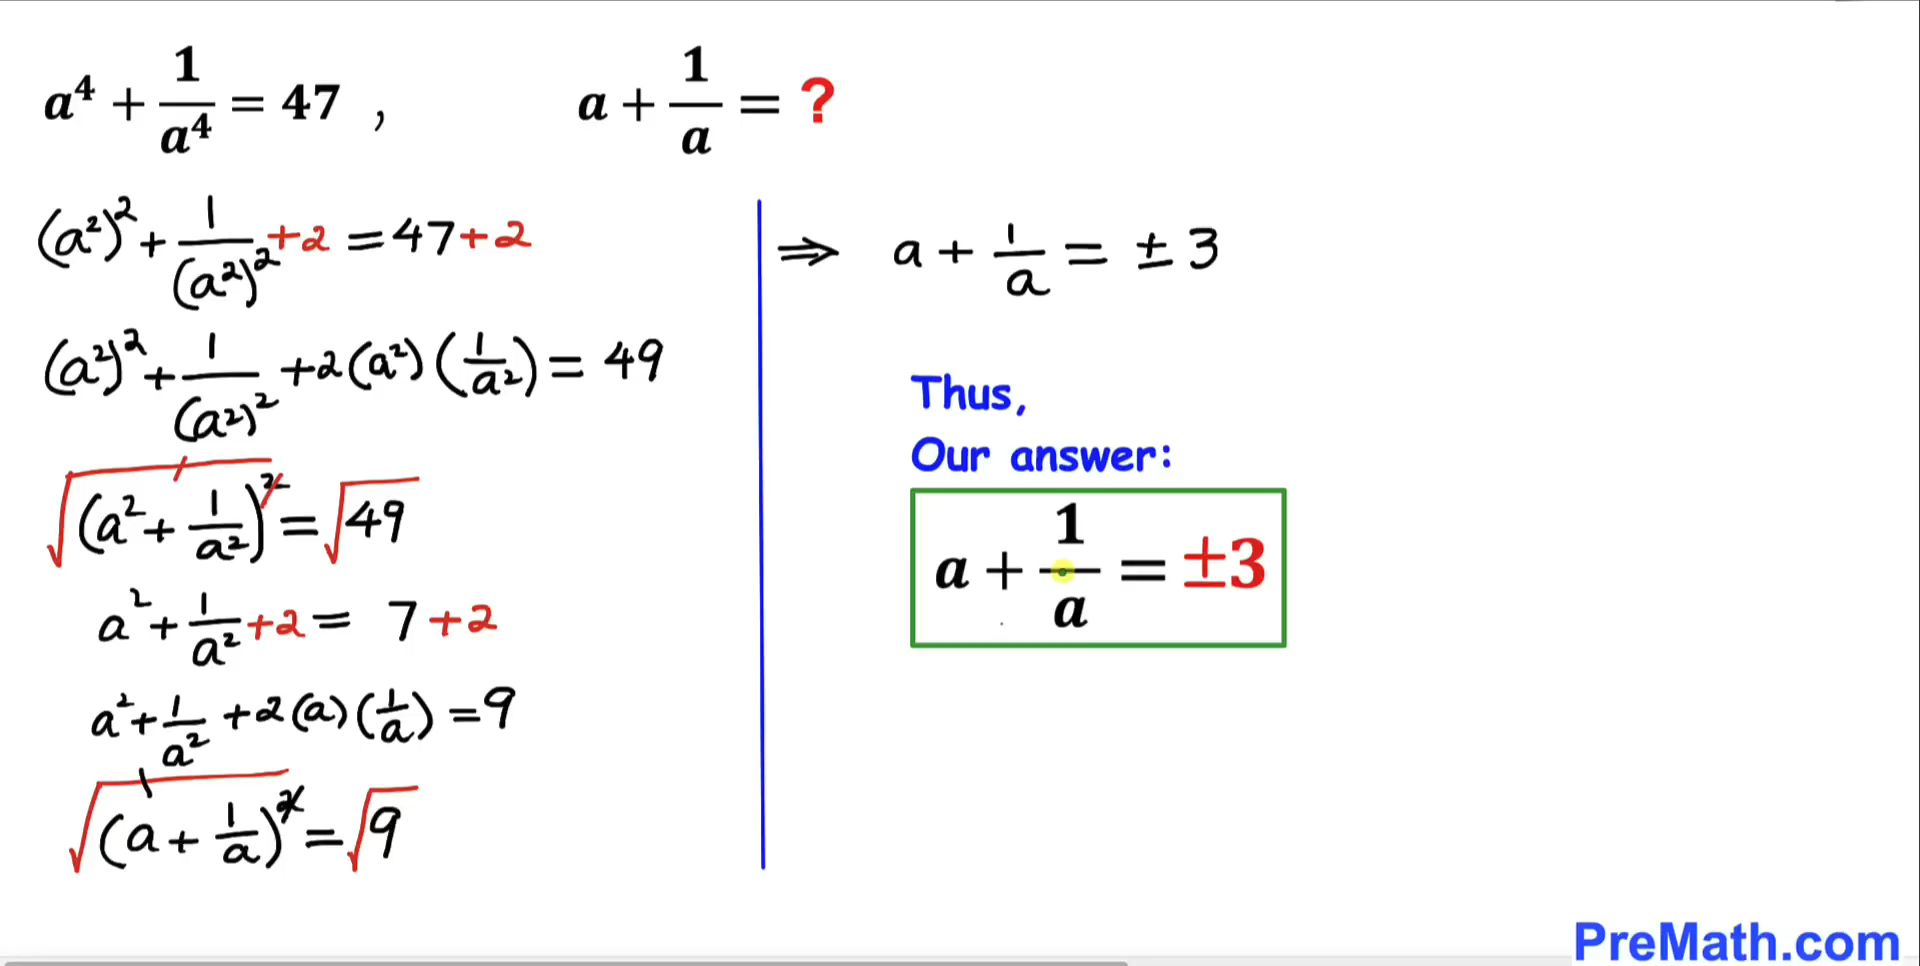 a⁴ + 1/a⁴ = 47 , a + 1/a = ?
(a²)² + 1/(a²)² +2 = 47 +2
(a²)² + 1/(a²)² + 2(a²)(1/a²) = 49
√(a² + 1/a²)² = √49
a² + 1/a² +2 = 7 +2
a² + 1/a² + 2(a)(1/a) = 9
√(a + 1/a)² = √9
⇒ a + 1/a = ± 3
Thus,
Our answer:
a + 1/a = ±3
PreMath.com